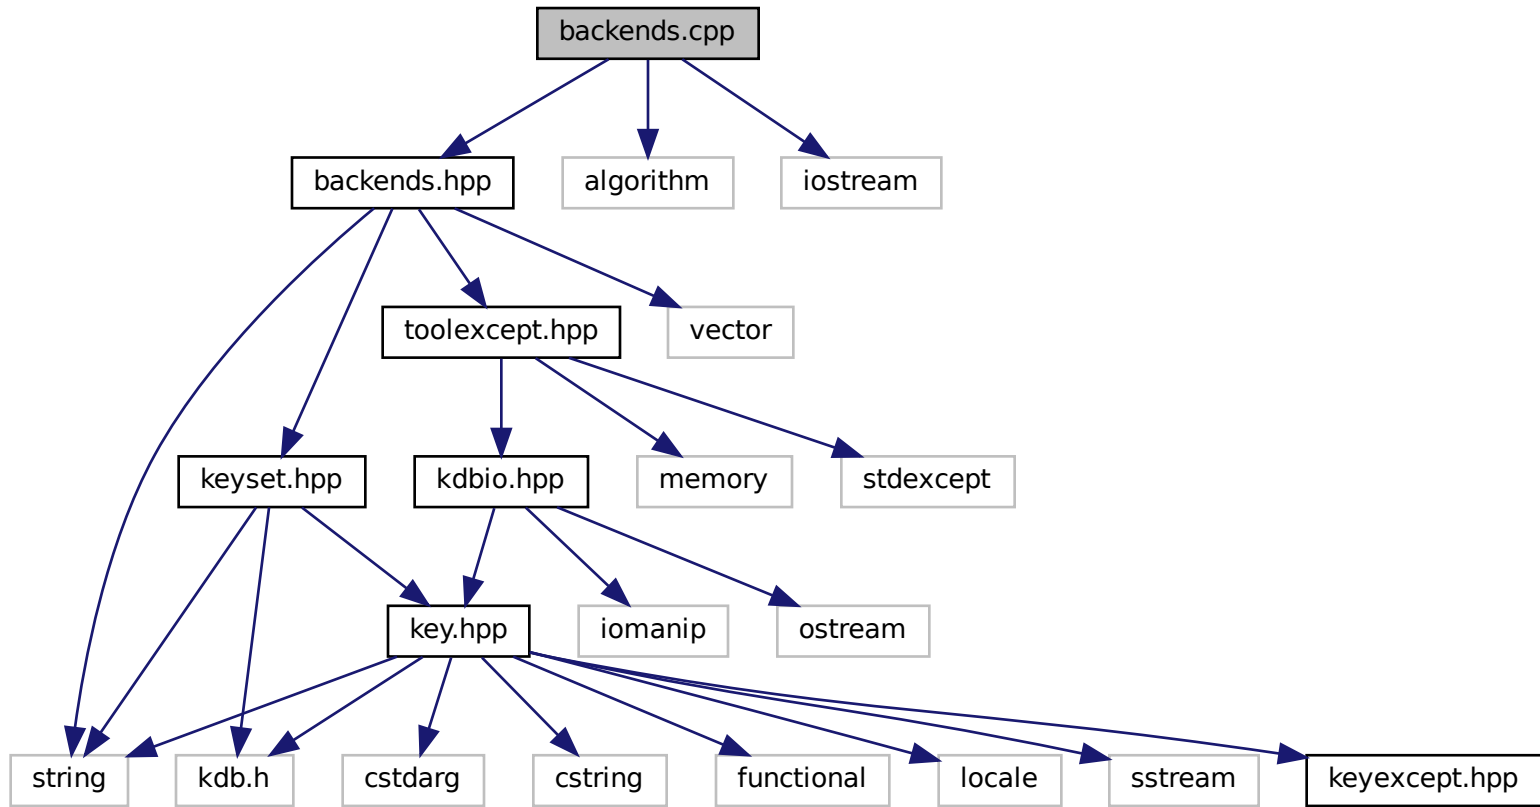 backends.cpp
backends.hpp
algorithm
iostream
toolexcept.hpp
vector
keyset.hpp
kdbio.hpp
memory
stdexcept
key.hpp
iomanip
ostream
string
kdb.h
cstdarg
cstring
functional
locale
sstream
keyexcept.hpp